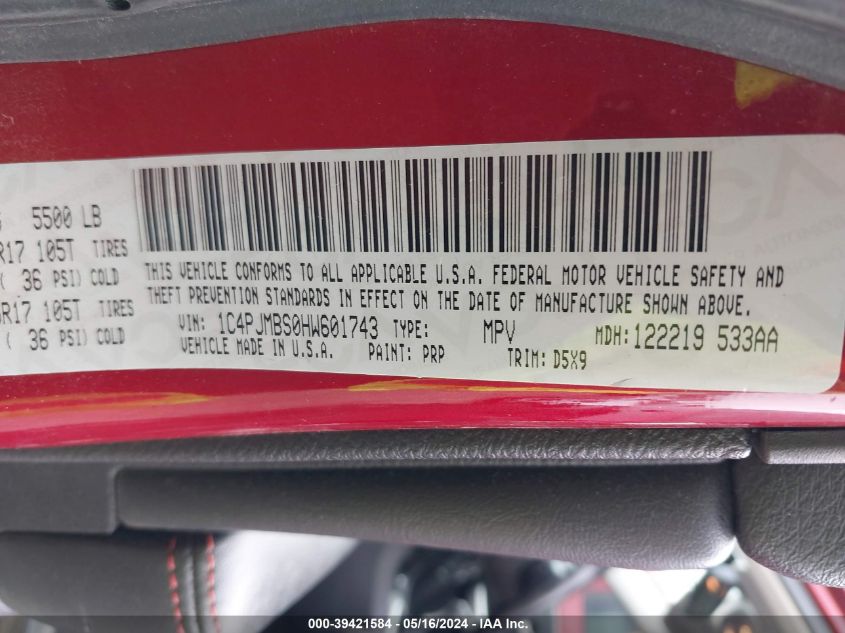 5500 LB
R17 105T TIRES
( 36 PSI) COLD
R17 105T TIRES
( 36 PSI) COLD
THIS VEHICLE CONFORMS TO ALL APPLICABLE U.S.A. FEDERAL MOTOR VEHICLE SAFETY AND
THEFT PREVENTION STANDARDS IN EFFECT ON THE DATE OF MANUFACTURE SHOWN ABOVE.
VIN: 1C4PJMBS0HW601743 TYPE: MPV MDH: 122219 533AA
VEHICLE MADE IN U.S.A. PAINT: PRP TRIM: D5X9
000-39421584 - 05/16/2024 - IAA Inc.